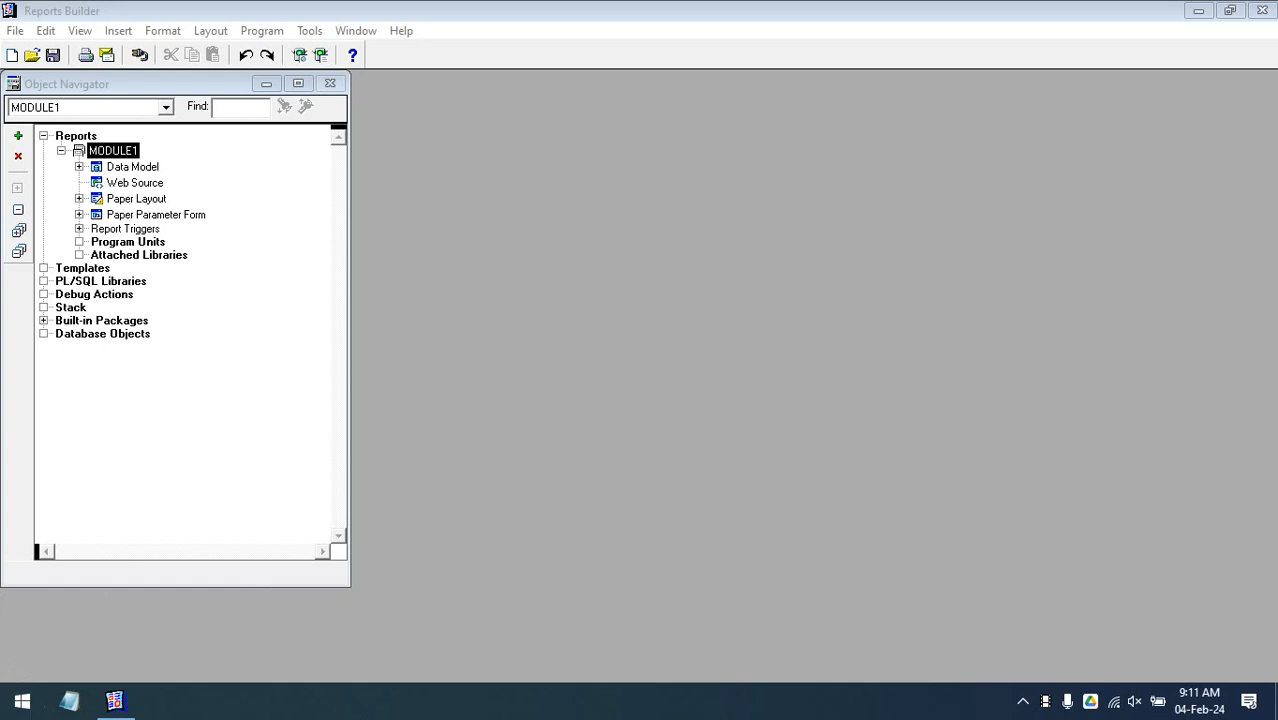 Reports Builder
File Edit View Insert Format Layout Program Tools Window Help
Object Navigator
MODULE1 Find:
Reports
MODULE1
Data Model
Web Source
Paper Layout
Paper Parameter Form
Report Triggers
Program Units
Attached Libraries
Templates
PL/SQL Libraries
Debug Actions
Stack
Built-in Packages
Database Objects
9:11 AM
04-Feb-24